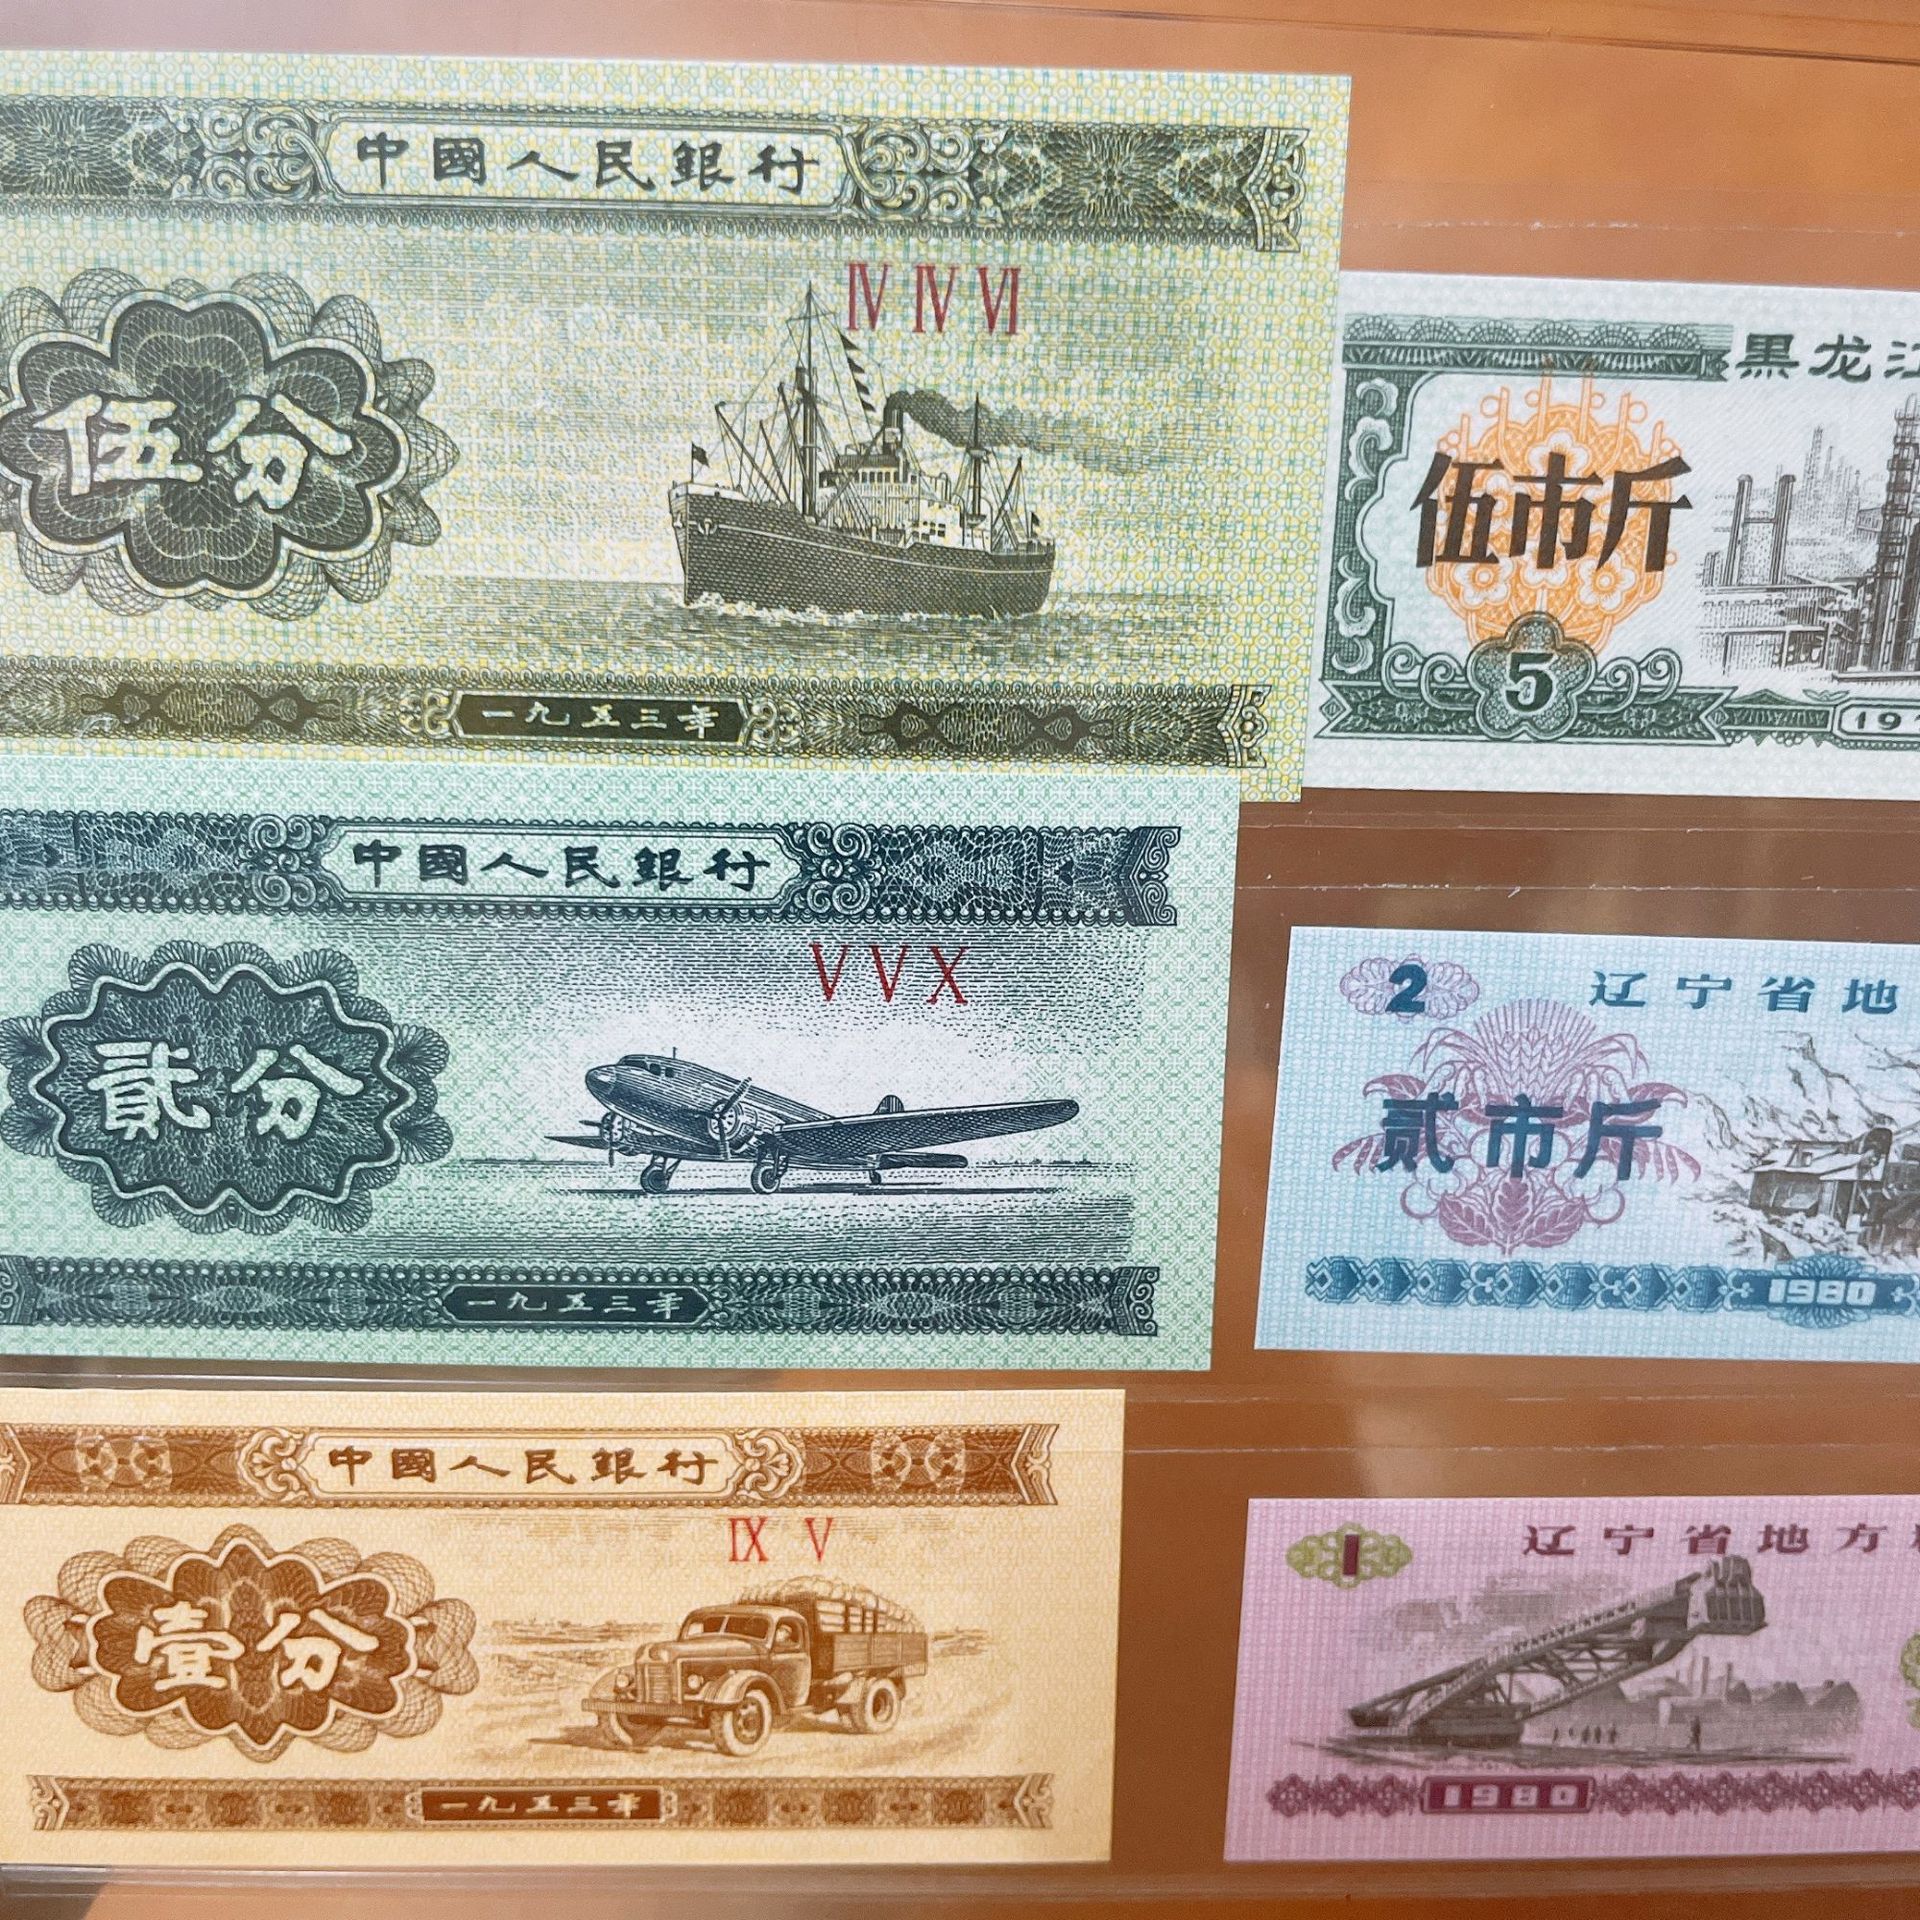 中國人民銀行
IV IV VI
伍分
一九五三年
黑龙江
伍市斤
5
中國人民銀行
V V X
貳分
一九五三年
2
辽宁省地
贰市斤
1980
中國人民銀行
IX V
壹分
一九五三年
1
辽宁省地方
1980